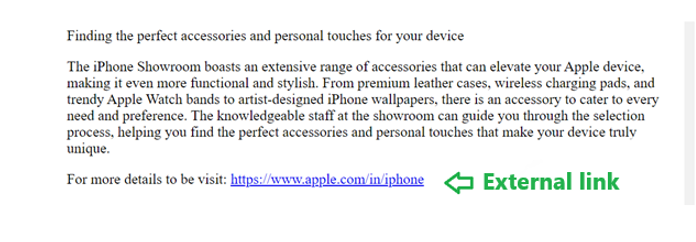 Finding the perfect accessories and personal touches for your device
The iPhone Showroom boasts an extensive range of accessories that can elevate your Apple device,
making it even more functional and stylish. From premium leather cases, wireless charging pads, and
trendy Apple Watch bands to artist-designed iPhone wallpapers, there is an accessory to cater to every
need and preference. The knowledgeable staff at the showroom can guide you through the selection
process, helping you find the perfect accessories and personal touches that make your device truly
unique.
For more details to be visit: https://www.apple.com/in/iphone External link